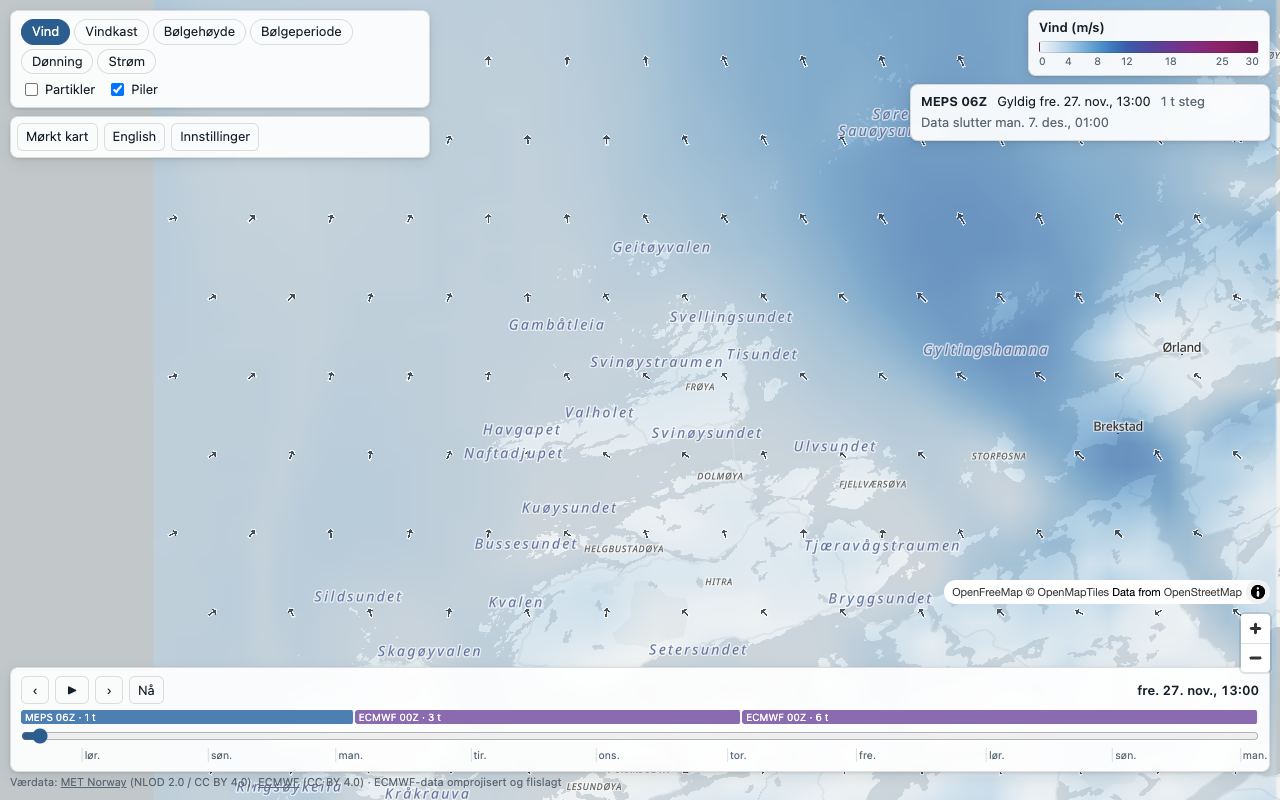 Vind Vindkast Bølgehøyde Bølgeperiode
Dønning Strøm
Partikler Piler
Mørkt kart English Innstillinger
Vind (m/s)
0 4 8 12 18 25 30
MEPS 06Z Gyldig fre. 27. nov., 13:00 1 t steg
Data slutter man. 7. des., 01:00
Geitøyvalen
Svellingsundet
Gambåtleia
Gyltingshamna
Ørland
Tisundet
Svinøystraumen
FRØYA
Valholet
Brekstad
Havgapet
Svinøysundet
Ulvsundet
Naftadjupet
STORFOSNA
DOLMØYA
FJELLVÆRSØYA
Kuøysundet
Bussesundet
HELGBUSTADØYA
Tjæravågstraumen
HITRA
Sildsundet
Kvalen
Bryggsundet
OpenFreeMap © OpenMapTiles Data from OpenStreetMap
Skagøyvalen
Setersundet
Nå
fre. 27. nov., 13:00
MEPS 06Z · 1 t ECMWF 00Z · 3 t ECMWF 00Z · 6 t
lør. søn. man. tir. ons. tor. fre. lør. søn. man.
Værdata: MET Norway (NLOD 2.0 / CC BY 4.0), ECMWF (CC BY 4.0) · ECMWF-data omprojisert og flislagt
LESUNDØYA
Kråkrauva